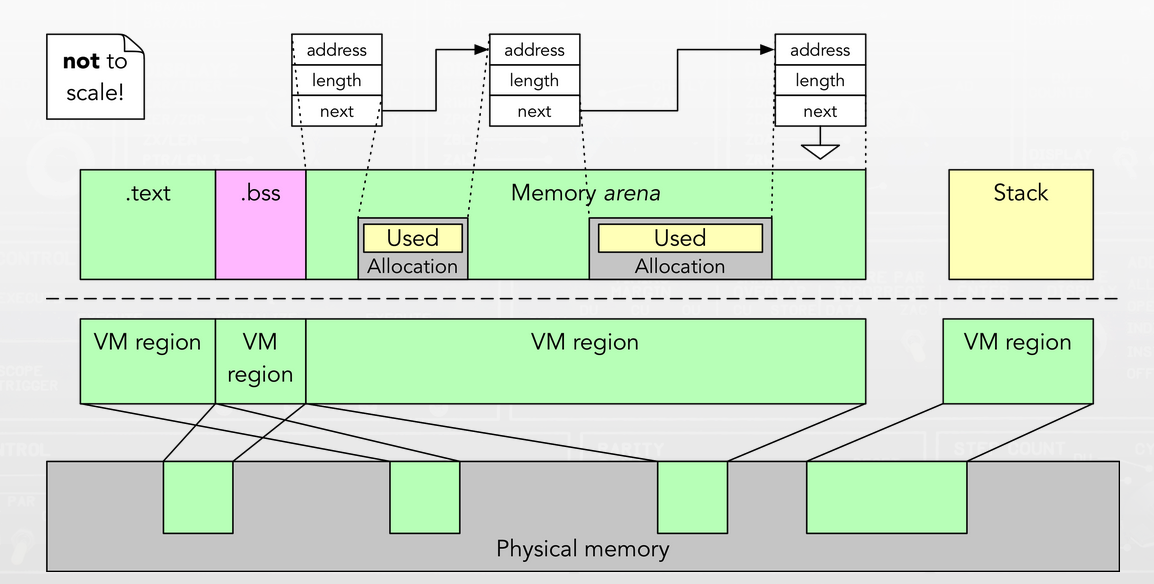 not to
scale!
address
length
next
address
length
next
address
length
next
.text
.bss
Memory arena
Stack
Used
Allocation
Used
Allocation
VM region
VM
region
VM region
VM region
Physical memory